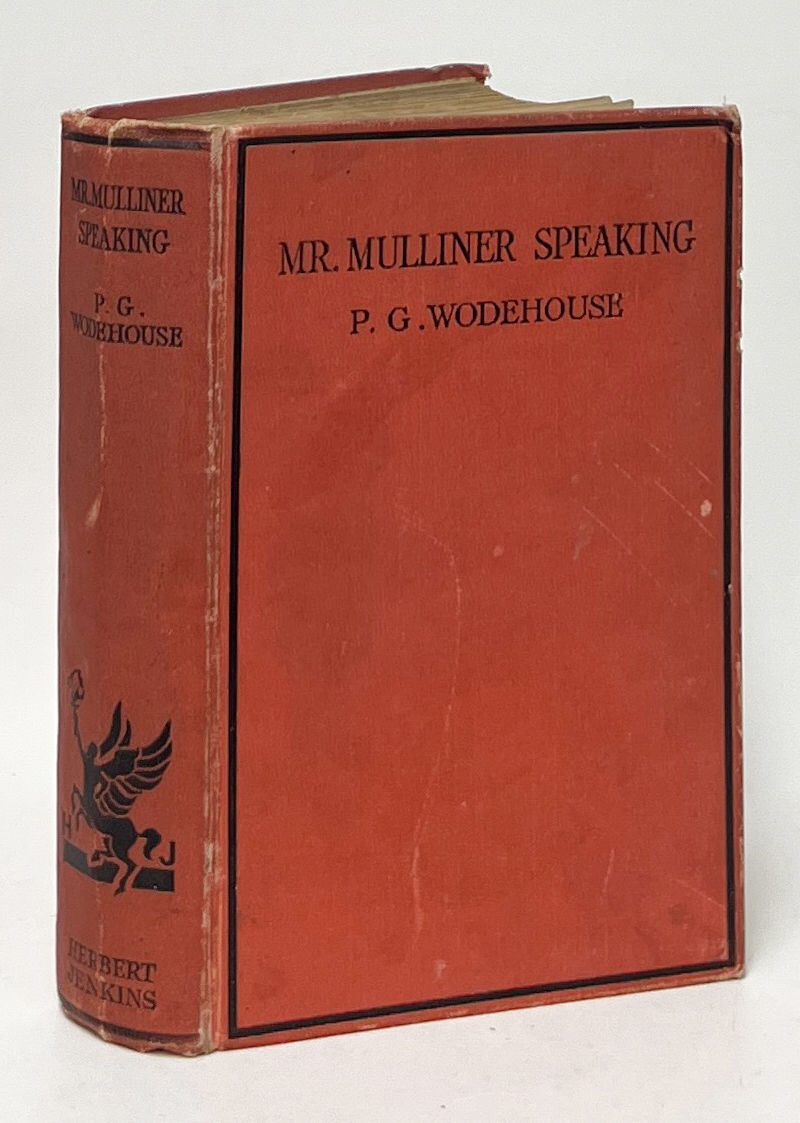 MR. MULLINER
SPEAKING
P. G.
WODEHOUSE
H
J
HERBERT
JENKINS
MR. MULLINER SPEAKING
P. G. WODEHOUSE